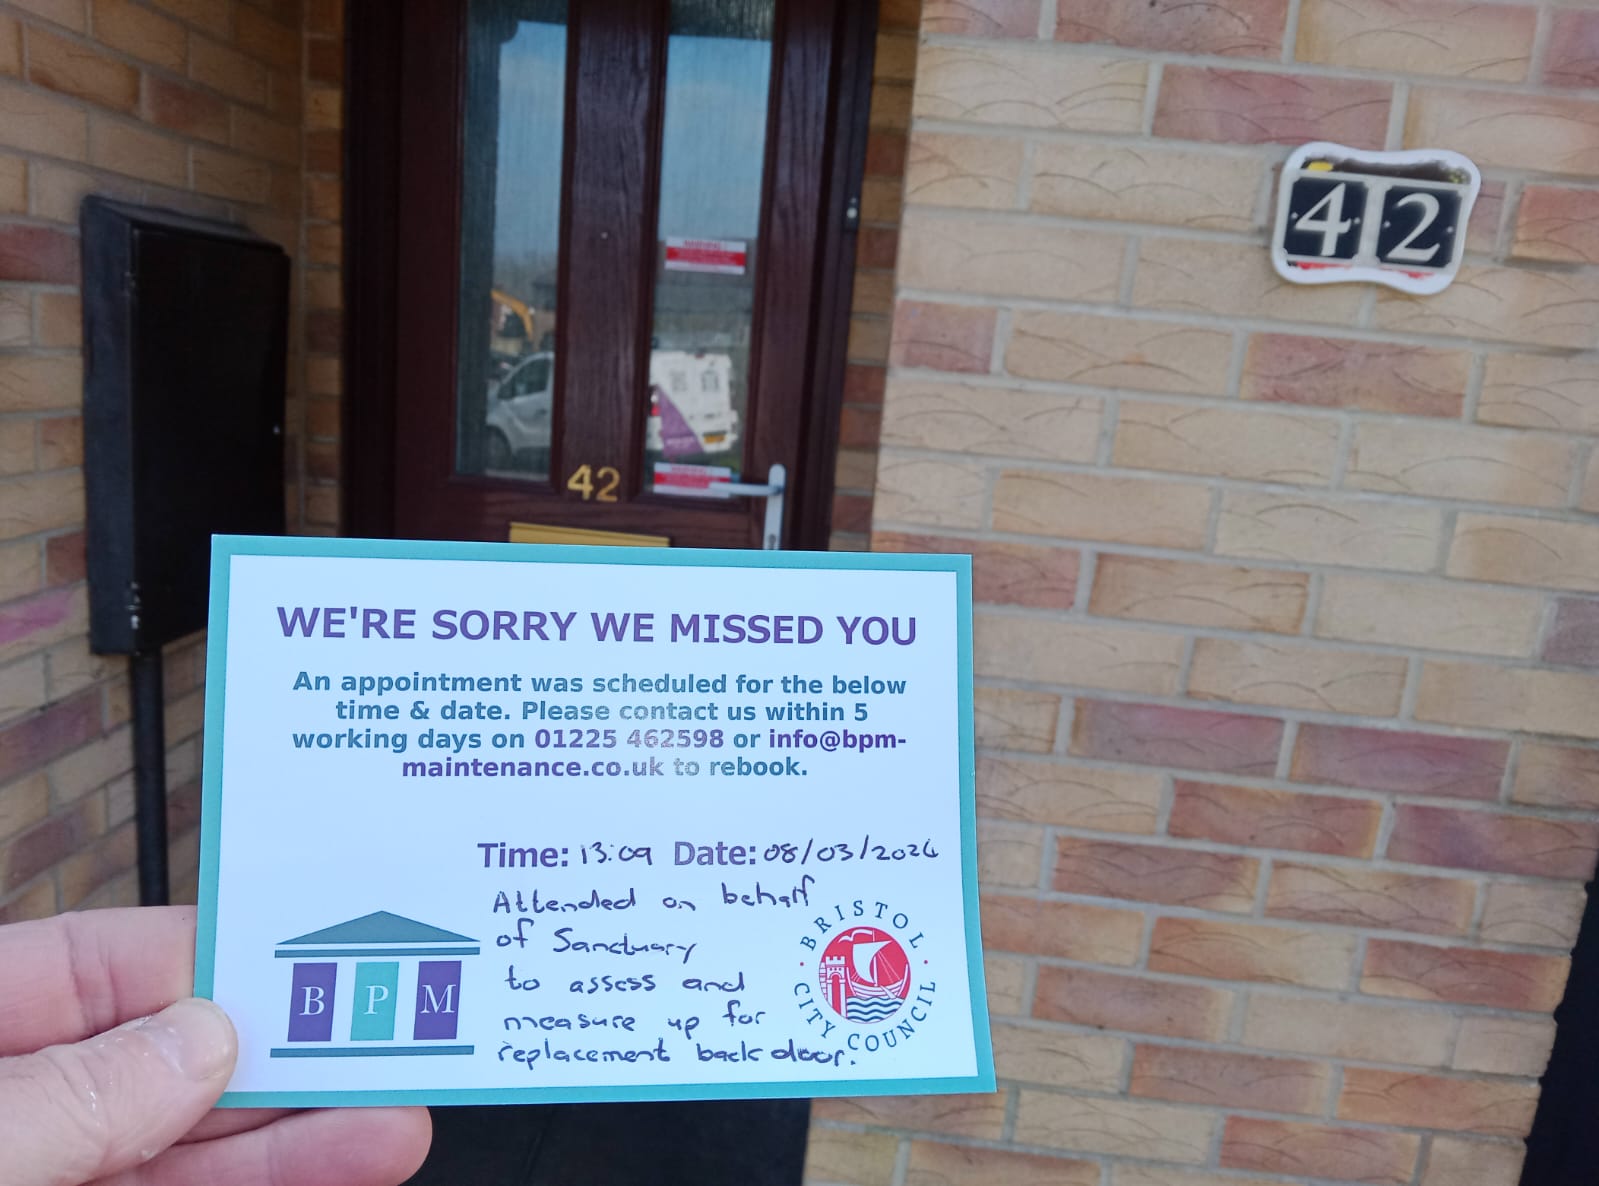 42
42
WARNING!
WARNING!
WE'RE SORRY WE MISSED YOU
An appointment was scheduled for the below
time & date. Please contact us within 5
working days on 01225 462598 or info@bpm-
maintenance.co.uk to rebook.
Time: 13:09 Date: 08/03/2024
Attended on behalf
of Sanctuary
to assess and
measure up for
replacement back door.
B P M
BRISTOL
CITY COUNCIL